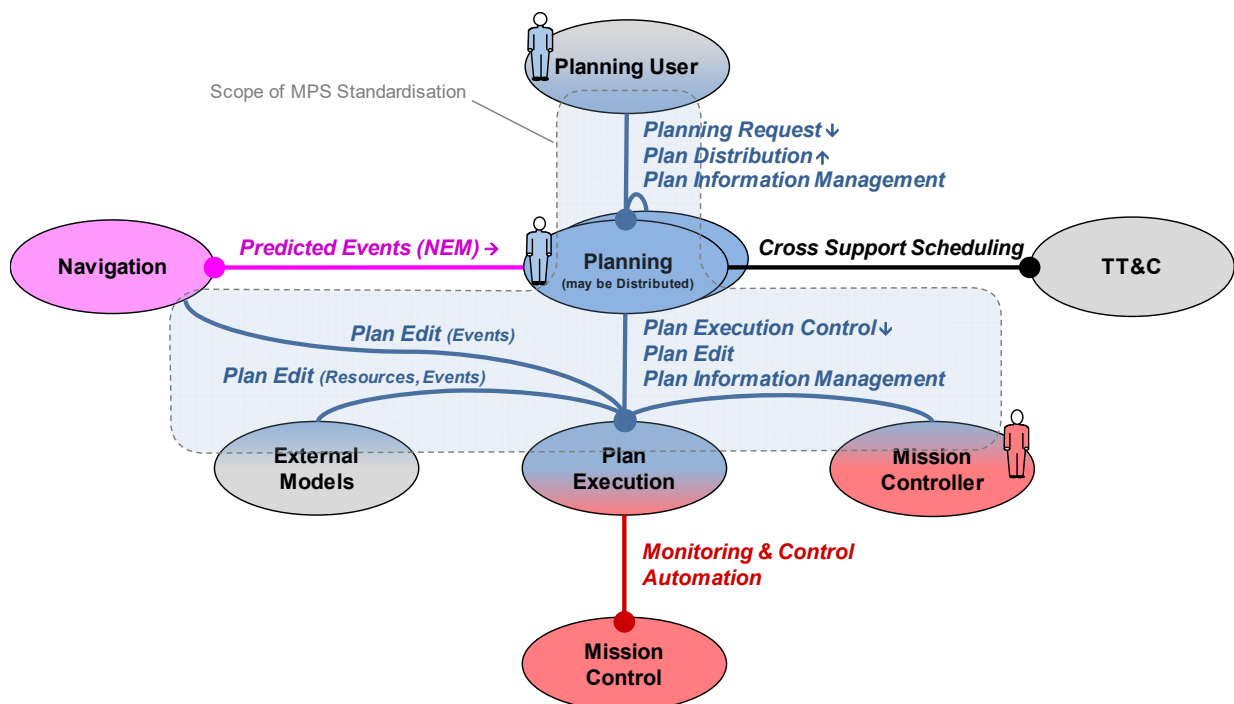 Planning User
Scope of MPS Standardisation
Planning Request ↓
Plan Distribution ↑
Plan Information Management
Navigation
Predicted Events (NEM) →
Planning
(may be Distributed)
Cross Support Scheduling
TT&C
Plan Edit (Events)
Plan Edit (Resources, Events)
Plan Execution Control ↓
Plan Edit
Plan Information Management
External
Models
Plan
Execution
Mission
Controller
Monitoring & Control
Automation
Mission
Control